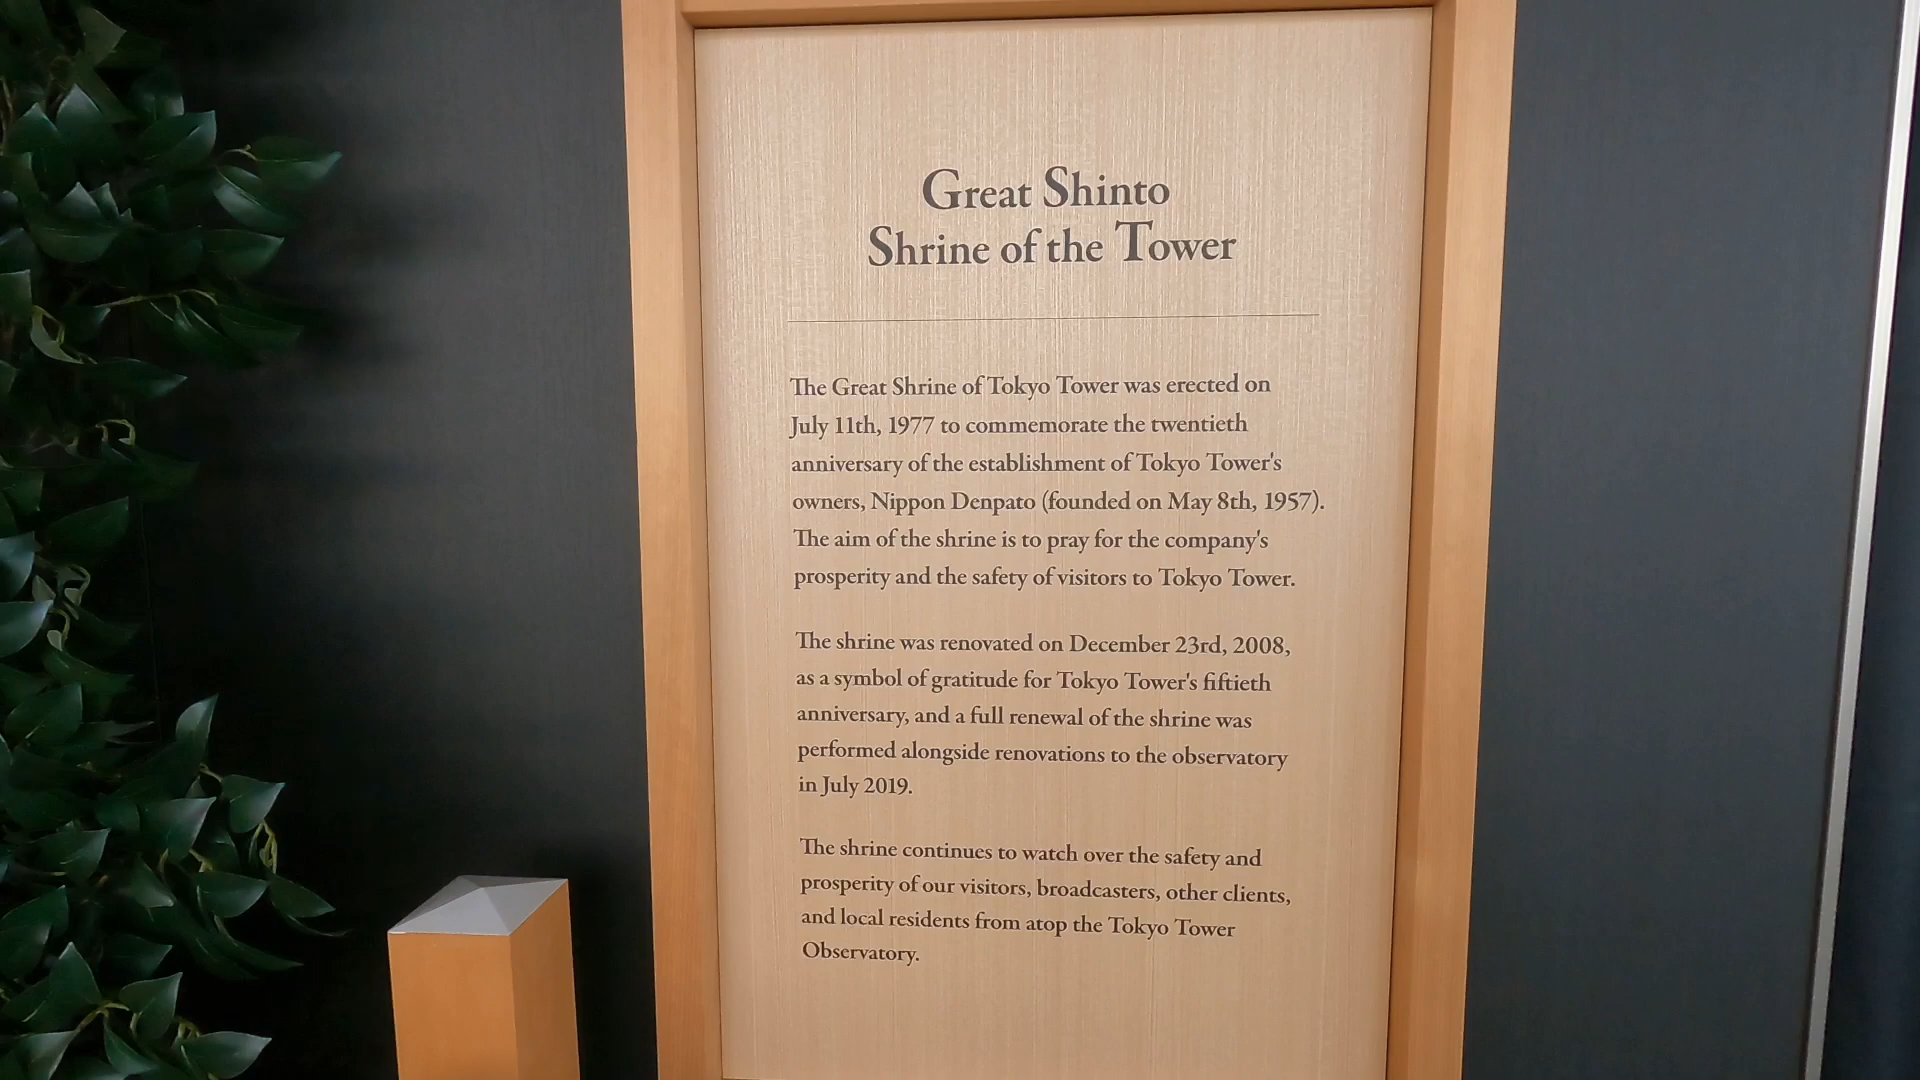 Great Shinto
Shrine of the Tower
The Great Shrine of Tokyo Tower was erected on
July 11th, 1977 to commemorate the twentieth
anniversary of the establishment of Tokyo Tower's
owners, Nippon Denpato (founded on May 8th, 1957).
The aim of the shrine is to pray for the company's
prosperity and the safety of visitors to Tokyo Tower.
The shrine was renovated on December 23rd, 2008,
as a symbol of gratitude for Tokyo Tower's fiftieth
anniversary, and a full renewal of the shrine was
performed alongside renovations to the observatory
in July 2019.
The shrine continues to watch over the safety and
prosperity of our visitors, broadcasters, other clients,
and local residents from atop the Tokyo Tower
Observatory.